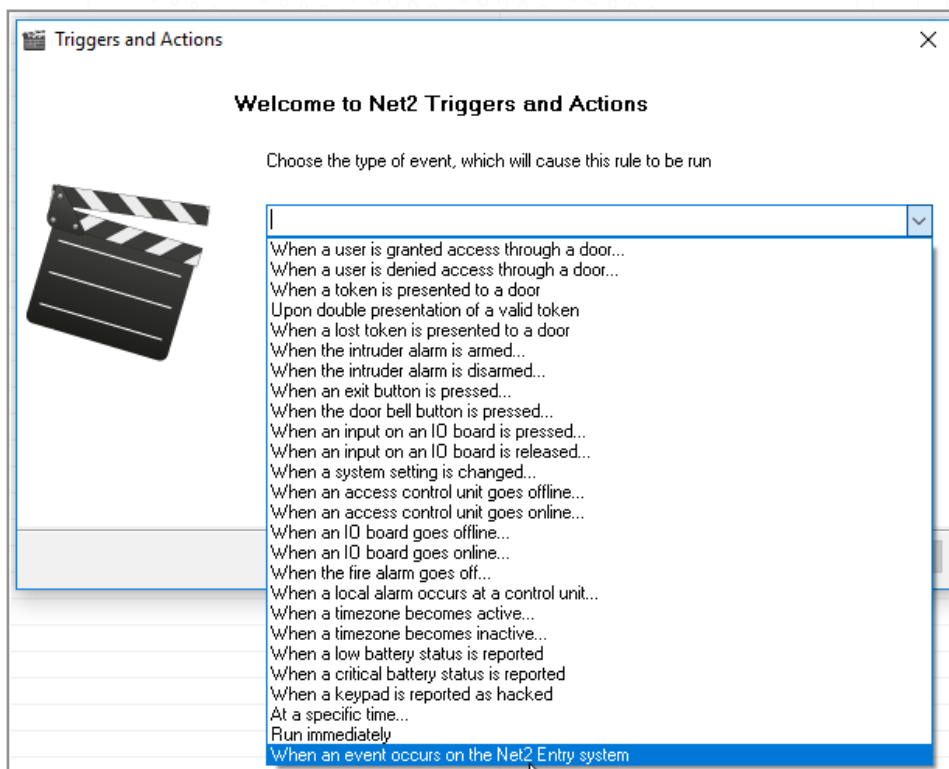 Triggers and Actions
Welcome to Net2 Triggers and Actions
Choose the type of event, which will cause this rule to be run
When a user is granted access through a door...
When a user is denied access through a door...
When a token is presented to a door
Upon double presentation of a valid token
When a lost token is presented to a door
When the intruder alarm is armed...
When the intruder alarm is disarmed...
When an exit button is pressed...
When the door bell button is pressed...
When an input on an IO board is pressed...
When an input on an IO board is released...
When a system setting is changed...
When an access control unit goes offline...
When an access control unit goes online...
When an IO board goes offline...
When an IO board goes online...
When the fire alarm goes off...
When a local alarm occurs at a control unit...
When a timezone becomes active...
When a timezone becomes inactive...
When a low battery status is reported
When a critical battery status is reported
When a keypad is reported as hacked
At a specific time...
Run immediately
When an event occurs on the Net2 Entry system